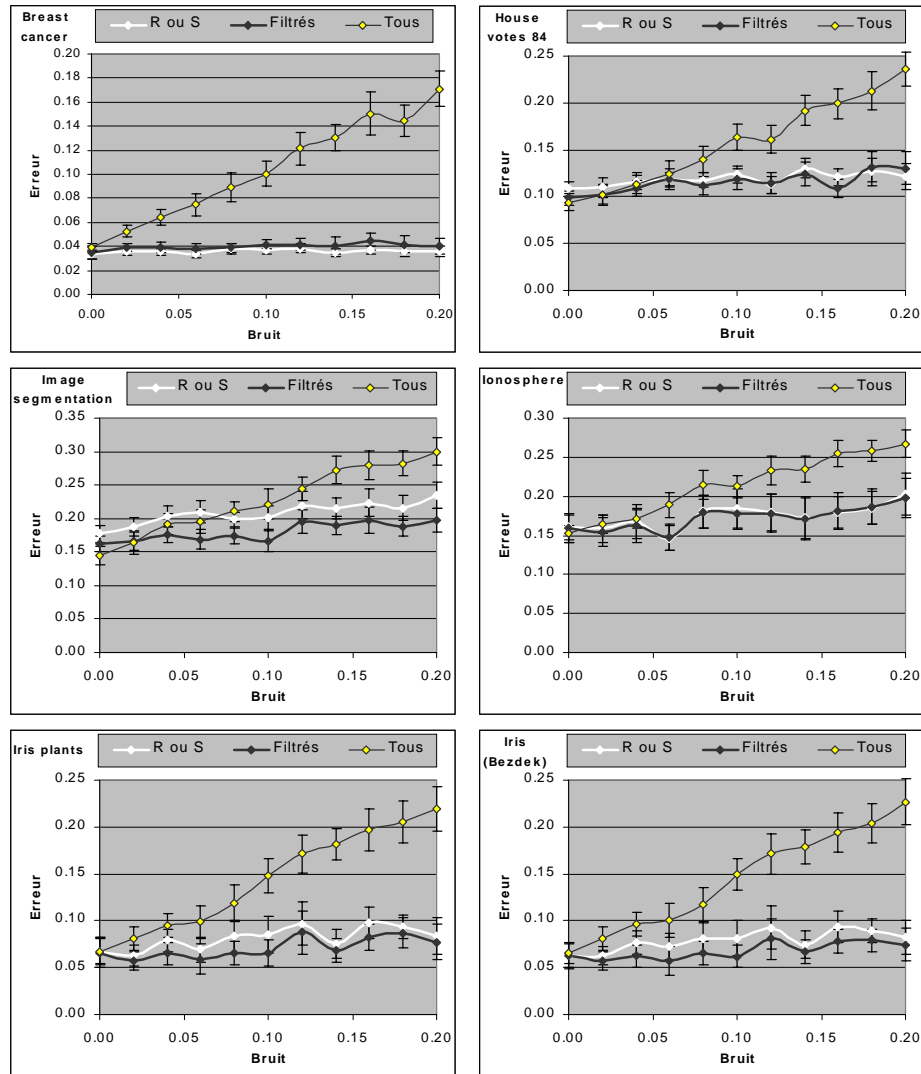 Breast cancer
R ou S Filtrés Tous
Erreur
0.20
0.18
0.16
0.14
0.12
0.10
0.08
0.06
0.04
0.02
0.00
0.00 0.05 0.10 0.15 0.20
Bruit
House votes 84
R ou S Filtrés Tous
Erreur
0.25
0.20
0.15
0.10
0.05
0.00
0.00 0.05 0.10 0.15 0.20
Bruit
Image segmentation
R ou S Filtrés Tous
Erreur
0.35
0.30
0.25
0.20
0.15
0.10
0.05
0.00
0.00 0.05 0.10 0.15 0.20
Bruit
Ionosphere
R ou S Filtrés Tous
Erreur
0.30
0.25
0.20
0.15
0.10
0.05
0.00
0.00 0.05 0.10 0.15 0.20
Bruit
Iris plants
R ou S Filtrés Tous
Erreur
0.25
0.20
0.15
0.10
0.05
0.00
0.00 0.05 0.10 0.15 0.20
Bruit
Iris (Bezdek)
R ou S Filtrés Tous
Erreur
0.25
0.20
0.15
0.10
0.05
0.00
0.00 0.05 0.10 0.15 0.20
Bruit